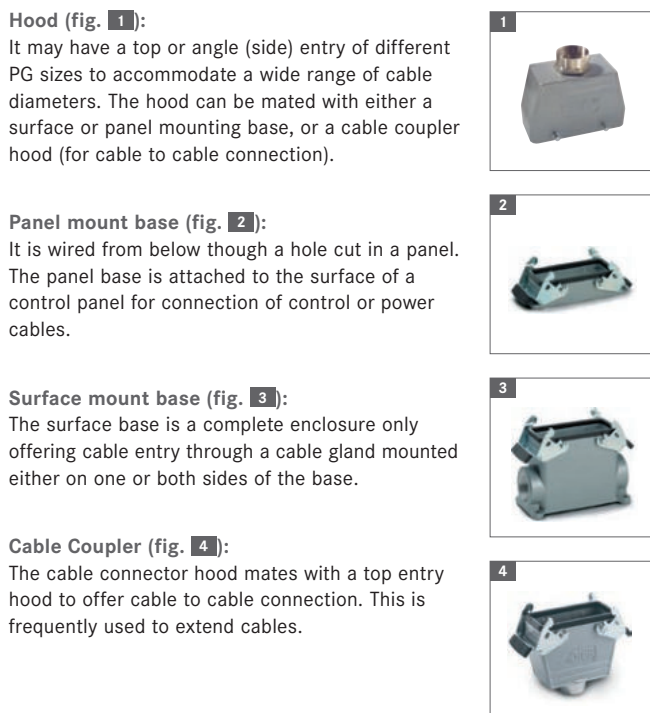 Hood (fig. 1):
It may have a top or angle (side) entry of different
PG sizes to accommodate a wide range of cable
diameters. The hood can be mated with either a
surface or panel mounting base, or a cable coupler
hood (for cable to cable connection).
Panel mount base (fig. 2):
It is wired from below though a hole cut in a panel.
The panel base is attached to the surface of a
control panel for connection of control or power
cables.
Surface mount base (fig. 3):
The surface base is a complete enclosure only
offering cable entry through a cable gland mounted
either on one or both sides of the base.
Cable Coupler (fig. 4):
The cable connector hood mates with a top entry
hood to offer cable to cable connection. This is
frequently used to extend cables.
1
2
3
4